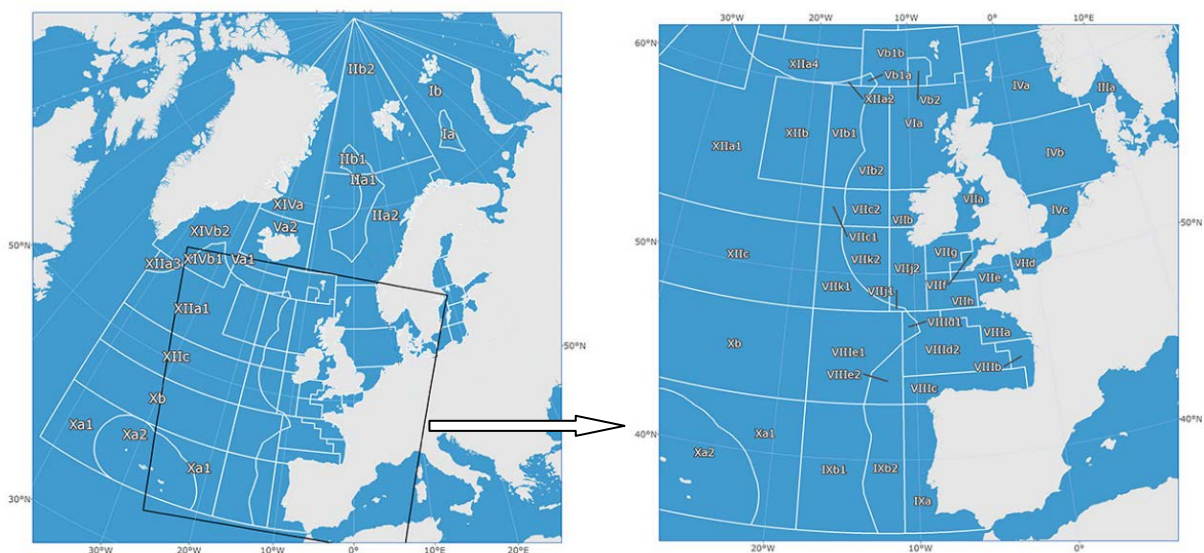 IIb2
Ib
Ia
IIb1
IIa1
IIa2
XIVa
Va2
XIVb2
XIVb1
Va1
XIIa3
XIIa1
XIIc
Xb
Xa1
Xa2
Xa1
50°N
30°N
50°N
30°W
20°W
10°W
0°W
10°E
20°E
30°W
20°W
10°W
0°W
10°E
60°N
50°N
40°N
50°N
40°N
20°W
10°W
0°W
Vb1b
XIIa4
Vb1a
XIIa2
Vb2
IVa
IIIa
XIIb
VIb1
VIa
XIIa1
IVb
VIb2
VIIa
VIIc2
VIIb
IVc
VIIc1
XIIc
VIIg
VIId
VIIk2
VIIj2
VIIe
VIIk1
VIIj1
VIIf
VIIh
VIIId1
VIIIa
Xb
VIIIe1
VIIId2
VIIIe2
VIIIb
VIIIc
Xa1
Xa2
IXb1
IXb2
IXa